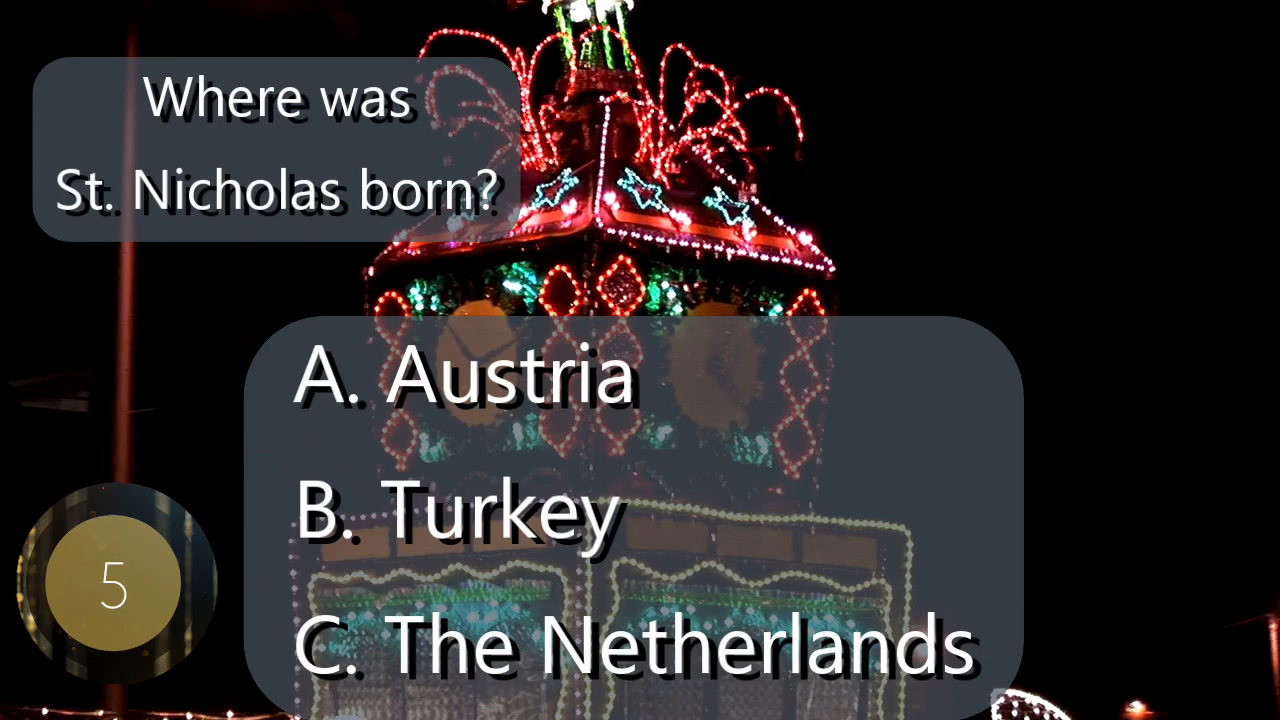 Where was
St. Nicholas born?
A. Austria
B. Turkey
C. The Netherlands
5